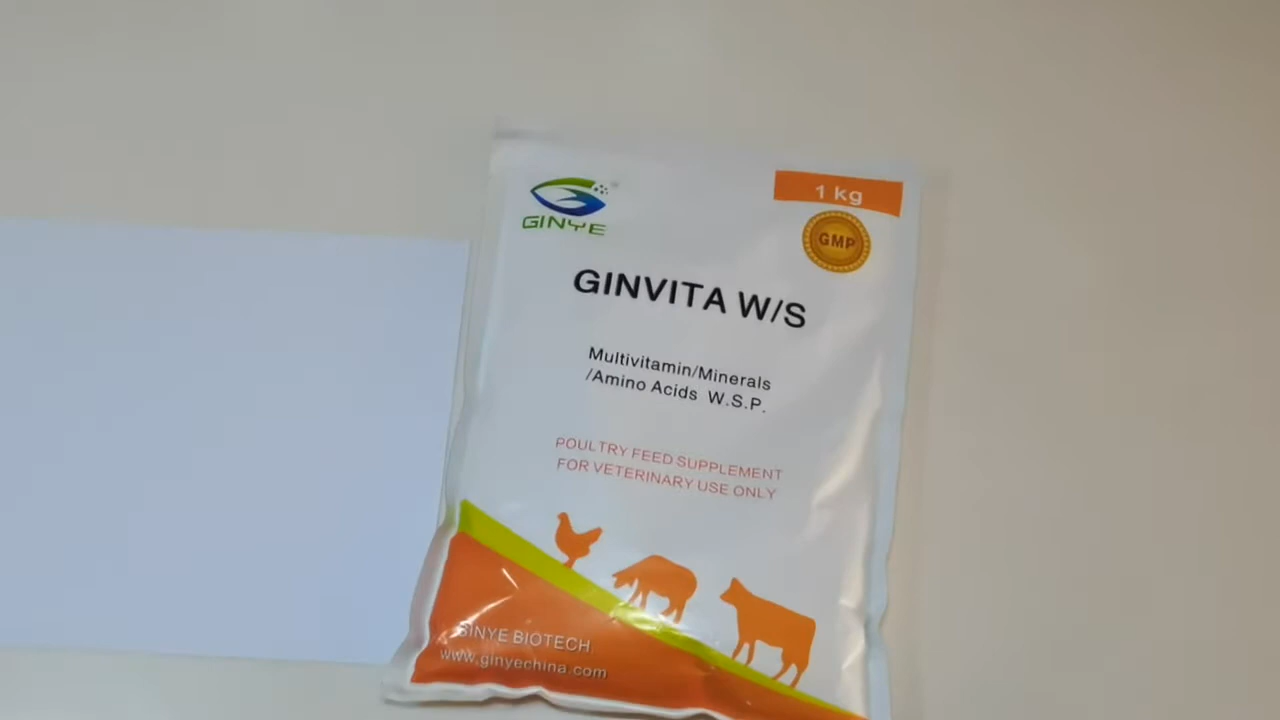 GINYE
1 kg
GMP
GINVITA W/S
Multivitamin/Minerals
/Amino Acids W.S.P.
POULTRY FEED SUPPLEMENT
FOR VETERINARY USE ONLY
GINYE BIOTECH
www.ginyechina.com